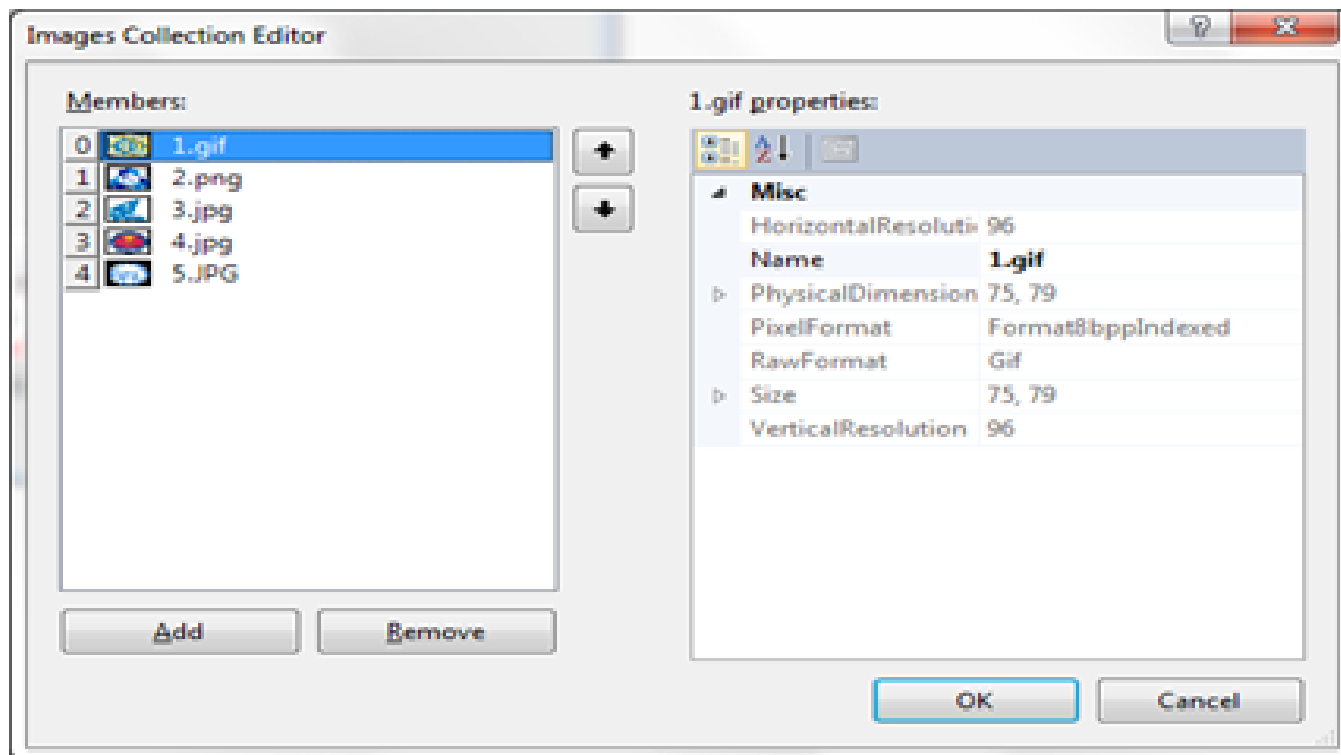 Images Collection Editor
Members:
0 1.gif
1 2.png
2 3.jpg
3 4.jpg
4 5.JPG
Add
Remove
1.gif properties:
Misc
HorizontalResoluti 96
Name 1.gif
PhysicalDimension 75, 79
PixelFormat Format8bppIndexed
RawFormat Gif
Size 75, 79
VerticalResolution 96
OK
Cancel